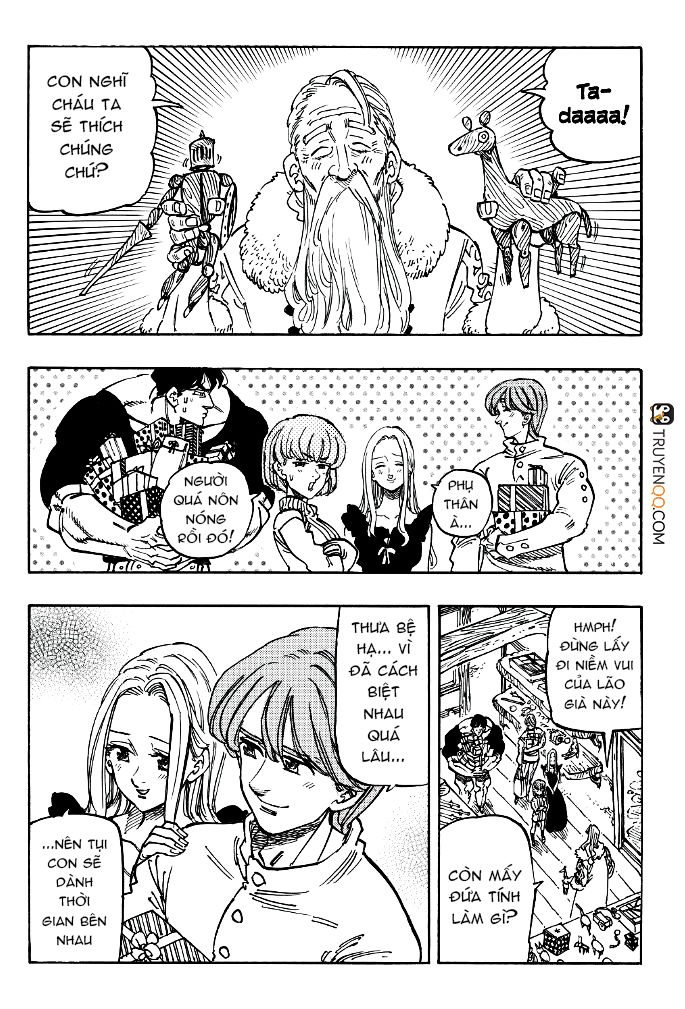 Ta-
daaaa!
CON NGHĨ
CHÁU TA
SẼ THÍCH
CHÚNG
CHỨ?
PHỤ
THÂN
À...
NGƯỜI
QUÁ NÔN
NÓNG
RỒI ĐÓ!
HMPH!
ĐỪNG LẤY
ĐI NIỀM VUI
CỦA LÃO
GIÀ NÀY!
CÒN MẤY
ĐỨA TÍNH
LÀM GÌ?
THƯA BỆ
HẠ... VÌ
ĐÃ CÁCH
BIỆT
NHAU
QUÁ
LÂU...
...NÊN TỤI
CON SẼ
DÀNH
THỜI
GIAN BÊN
NHAU
TRUYENQQ.COM